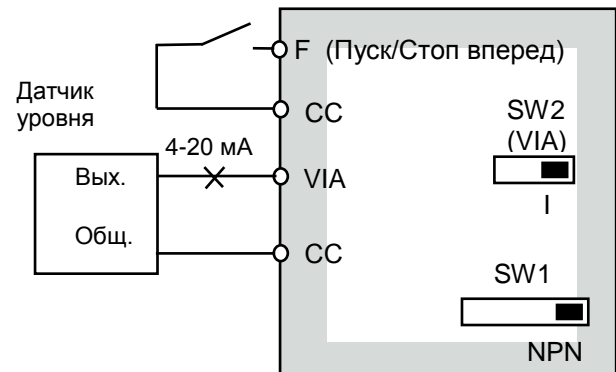 F (Пуск/Стоп вперед)
Датчик
уровня
CC
SW2
(VIA)
4-20 мА
Вых.
VIA
I
Общ.
CC
SW1
NPN